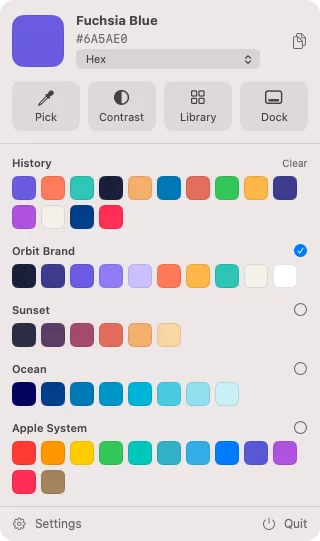 Fuchsia Blue
#6A5AE0
Hex
Pick
Contrast
Library
Dock
History
Clear
Orbit Brand
Sunset
Ocean
Apple System
Settings
Quit